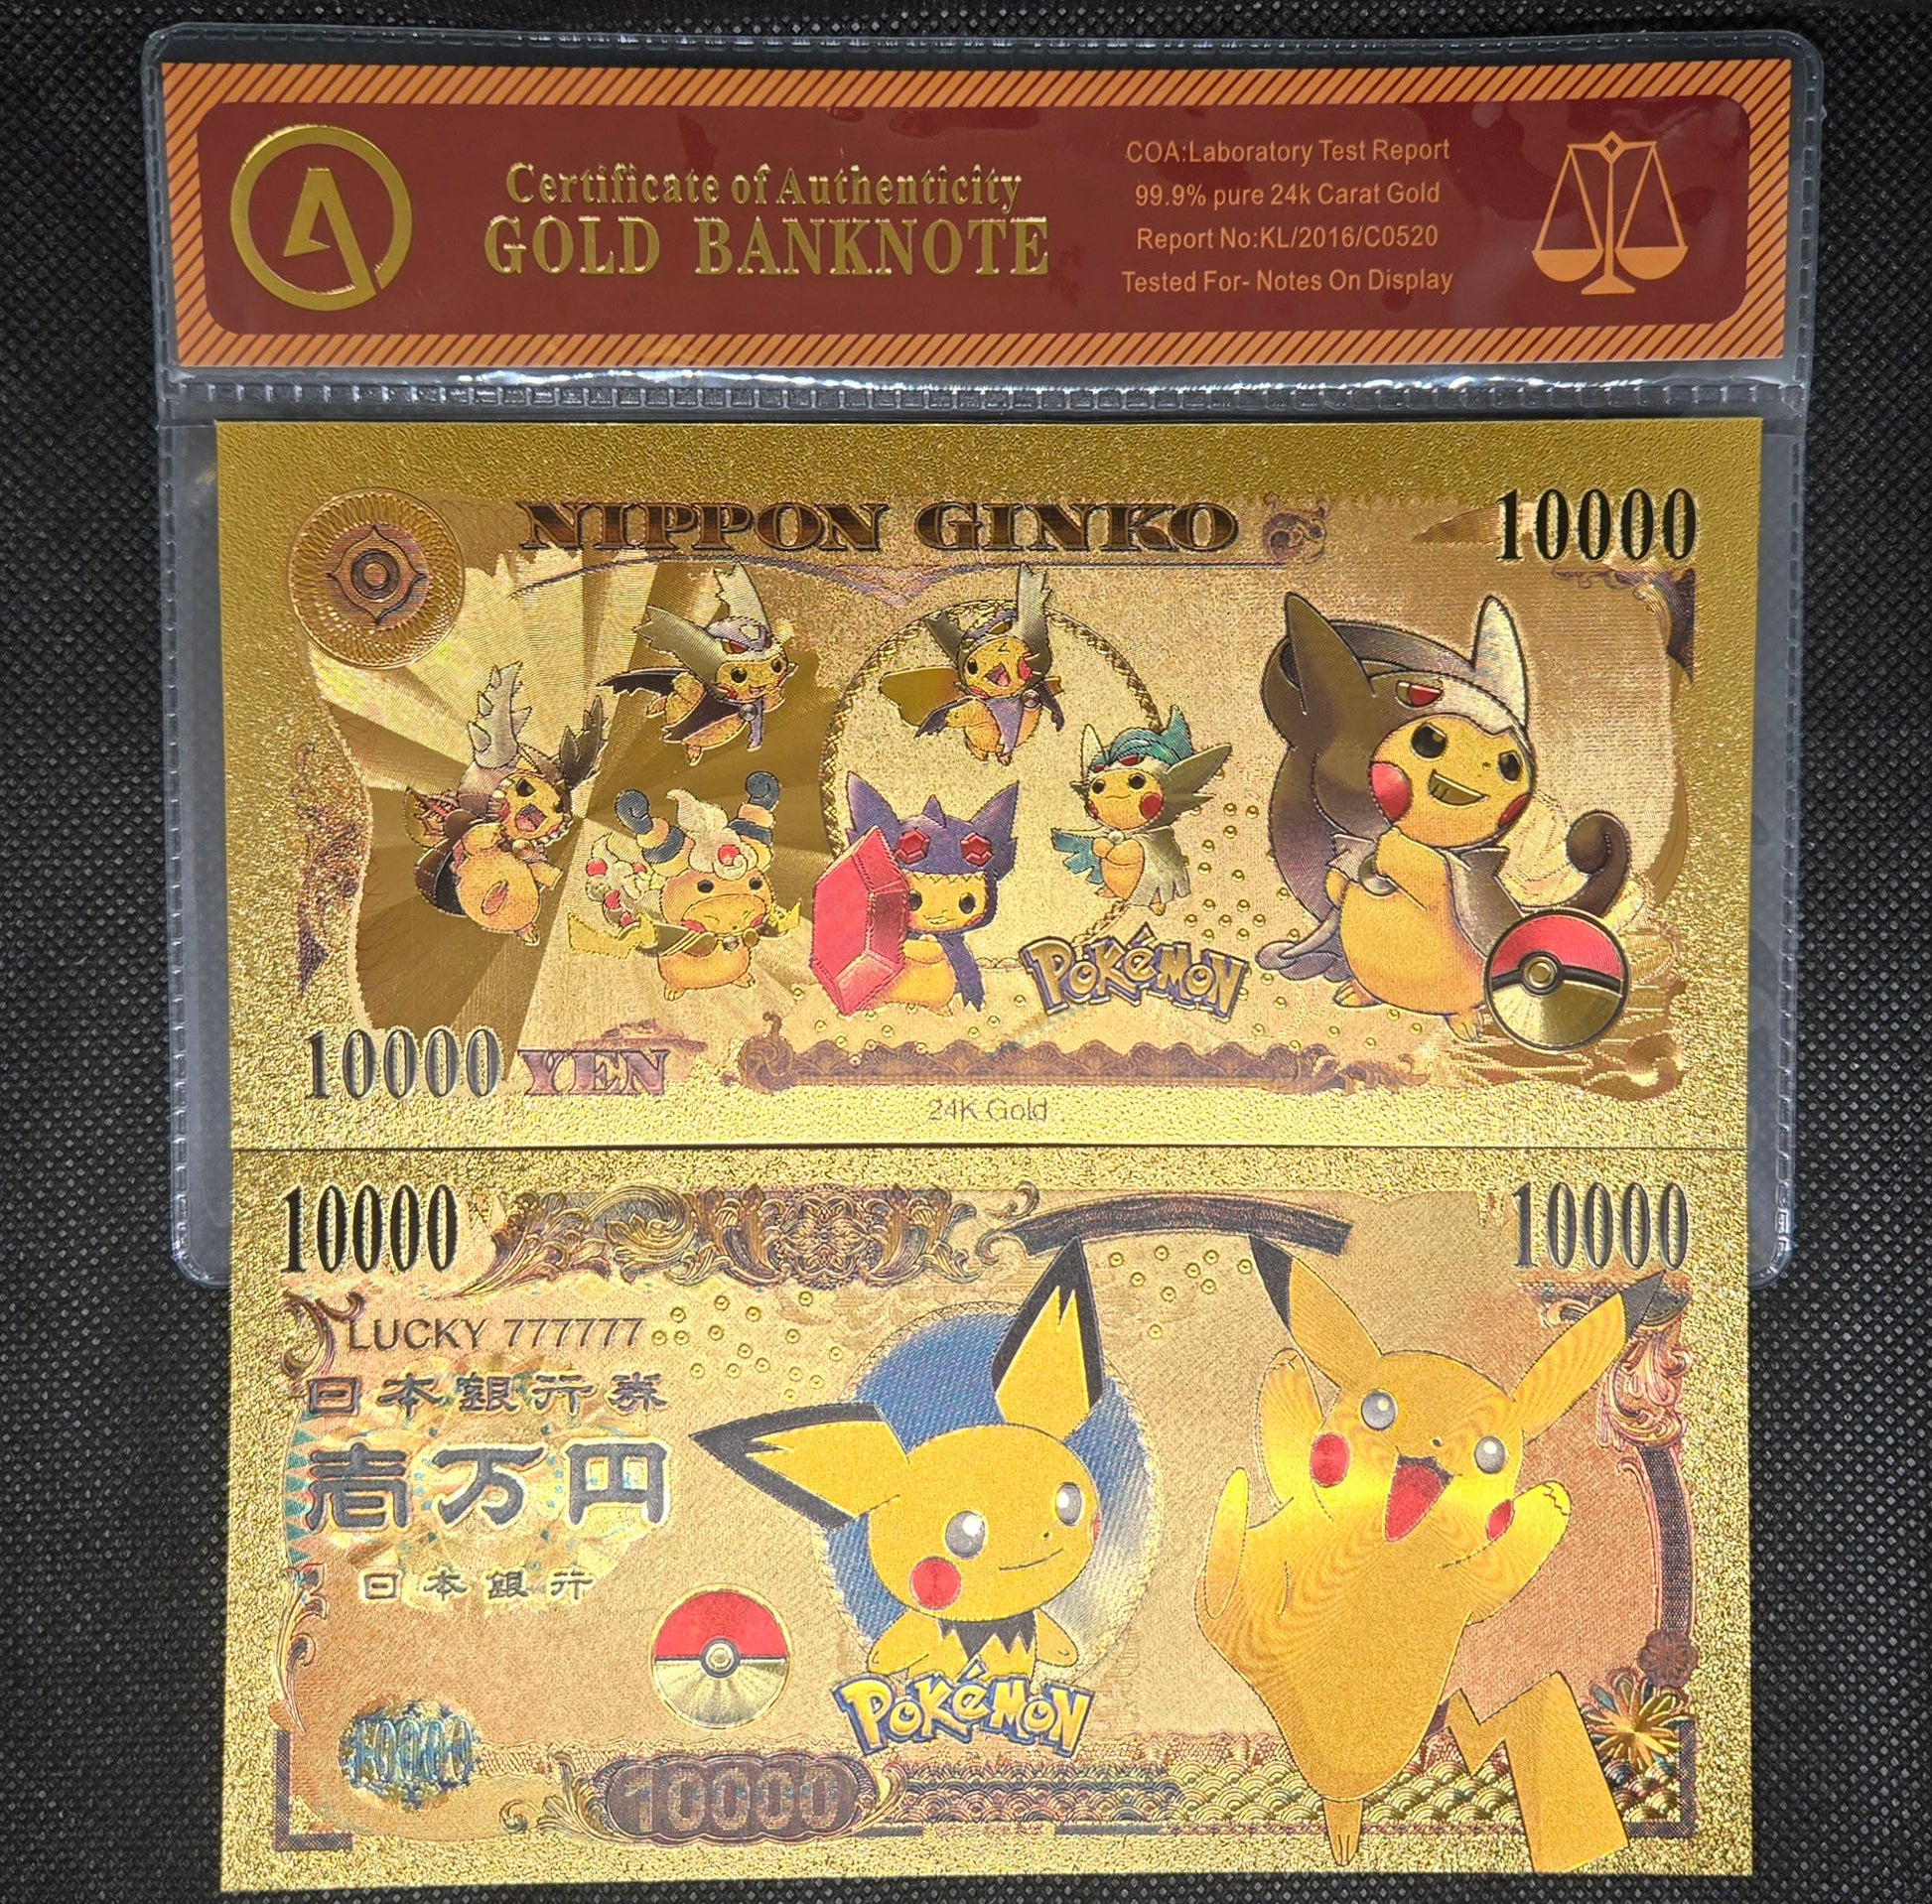 Certificate of Authenticity
GOLD BANKNOTE
COA:Laboratory Test Report
99.9% pure 24k Carat Gold
Report No:KL/2016/C0520
Tested For- Notes On Display
NIPPON GINKO
10000
POKéMON
10000 YEN
24K Gold
10000
10000
LUCKY 777777
日本銀行券
壱万円
日本銀行
POKéMON
10000
10000